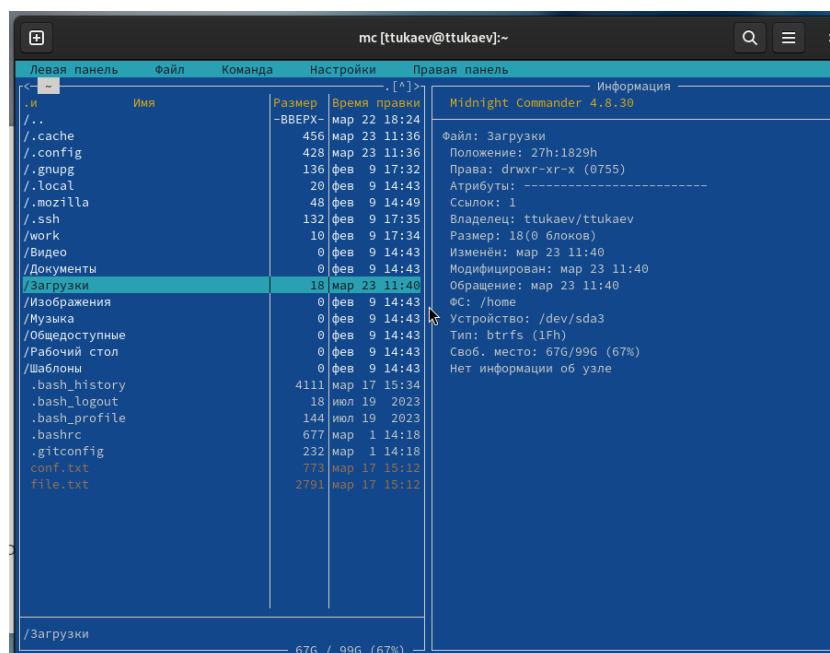 mc [ttukaev@ttukaev]:~
Левая панель Файл Команда Настройки Правая панель
<─ ~ ─.[^]>
.и Имя Размер Время правки
/.. -ВВЕРХ- мар 22 18:24
/.cache 456 мар 23 11:36
/.config 428 мар 23 11:36
/.gnupg 136 фев 9 17:32
/.local 20 фев 9 14:43
/.mozilla 48 фев 9 14:49
/.ssh 132 фев 9 17:35
/work 10 фев 9 17:34
/Видео 0 фев 9 14:43
/Документы 0 фев 9 14:43
/Загрузки 18 мар 23 11:40
/Изображения 0 фев 9 14:43
/Музыка 0 фев 9 14:43
/Общедоступные 0 фев 9 14:43
/Рабочий стол 0 фев 9 14:43
/Шаблоны 0 фев 9 14:43
.bash_history 4111 мар 17 15:34
.bash_logout 18 июл 19 2023
.bash_profile 144 июл 19 2023
.bashrc 677 мар 1 14:18
.gitconfig 232 мар 1 14:18
conf.txt 773 мар 17 15:12
file.txt 2791 мар 17 15:12
/Загрузки
67G / 99G (67%)
Информация
Midnight Commander 4.8.30
Файл: Загрузки
Положение: 27h:1829h
Права: drwxr-xr-x (0755)
Атрибуты: -------------------------
Ссылок: 1
Владелец: ttukaev/ttukaev
Размер: 18(0 блоков)
Изменён: мар 23 11:40
Модифицирован: мар 23 11:40
Обращение: мар 23 11:40
ФС: /home
Устройство: /dev/sda3
Тип: btrfs (1Fh)
Своб. место: 67G/99G (67%)
Нет информации об узле